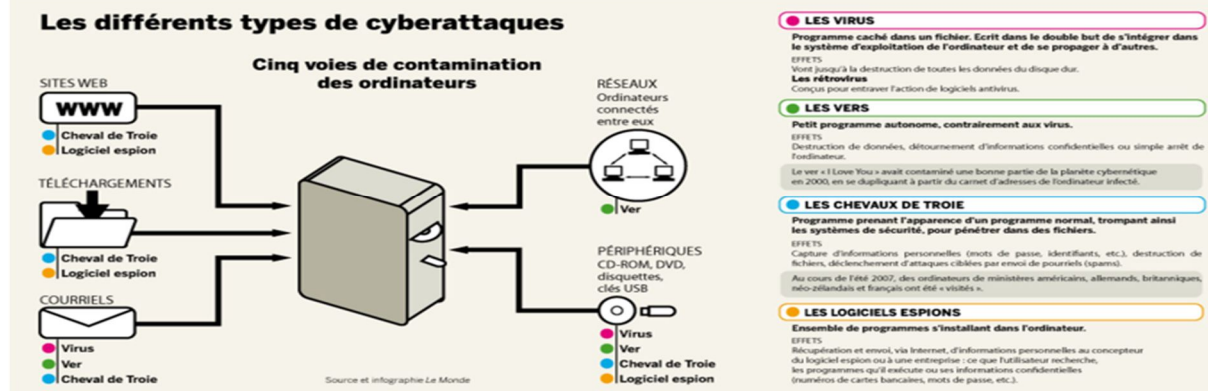 Les différents types de cyberattaques
Cinq voies de contamination
des ordinateurs
SITES WEB
WWW
Cheval de Troie
Logiciel espion
TÉLÉCHARGEMENTS
Cheval de Troie
Logiciel espion
COURRIELS
Virus
Ver
Cheval de Troie
RÉSEAUX
Ordinateurs
connectés
entre eux
Ver
PÉRIPHÉRIQUES
CD-ROM, DVD,
disquettes,
clés USB
Virus
Ver
Cheval de Troie
Logiciel espion
Source et infographie Le Monde
LES VIRUS
Programme caché dans un fichier. Ecrit dans le double but de s'intégrer dans
le système d'exploitation de l'ordinateur et de se propager à d'autres.
EFFETS
Vont jusqu'à la destruction de toutes les données du disque dur.
Les rétrovirus
Conçus pour entraver l'action de logiciels antivirus.
LES VERS
Petit programme autonome, contrairement aux virus.
EFFETS
Destruction de données, détournement d'informations confidentielles ou simple arrêt de
l'ordinateur.
Le ver « I Love You » avait contaminé une bonne partie de la planète cybernétique
en 2000, en se dupliquant à partir du carnet d'adresses de l'ordinateur infecté.
LES CHEVAUX DE TROIE
Programme prenant l'apparence d'un programme normal, trompant ainsi
les systèmes de sécurité, pour pénétrer dans des fichiers.
EFFETS
Capture d'informations personnelles (mots de passe, identifiants, etc.), destruction de
fichiers, déclenchement d'attaques ciblées par envoi de pourriels (spams).
Au cours de l'été 2007, des ordinateurs de ministères américains, allemands, britanniques,
néo-zélandais et français ont été « visités ».
LES LOGICIELS ESPIONS
Ensemble de programmes s'installant dans l'ordinateur.
EFFETS
Récupération et envoi, via Internet, d'informations personnelles au concepteur
du logiciel espion ou à une entreprise : ce que l'utilisateur recherche,
les programmes qu'il exécute ou ses informations confidentielles
(numéros de cartes bancaires, mots de passe, etc.).